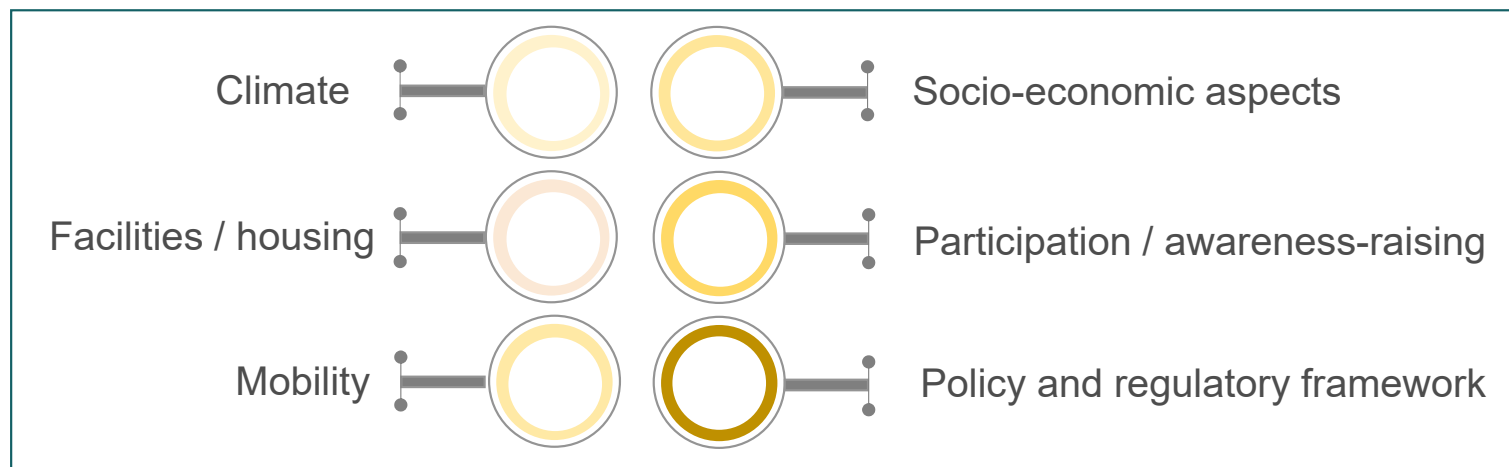 Climate
Socio-economic aspects
Facilities / housing
Participation / awareness-raising
Mobility
Policy and regulatory framework